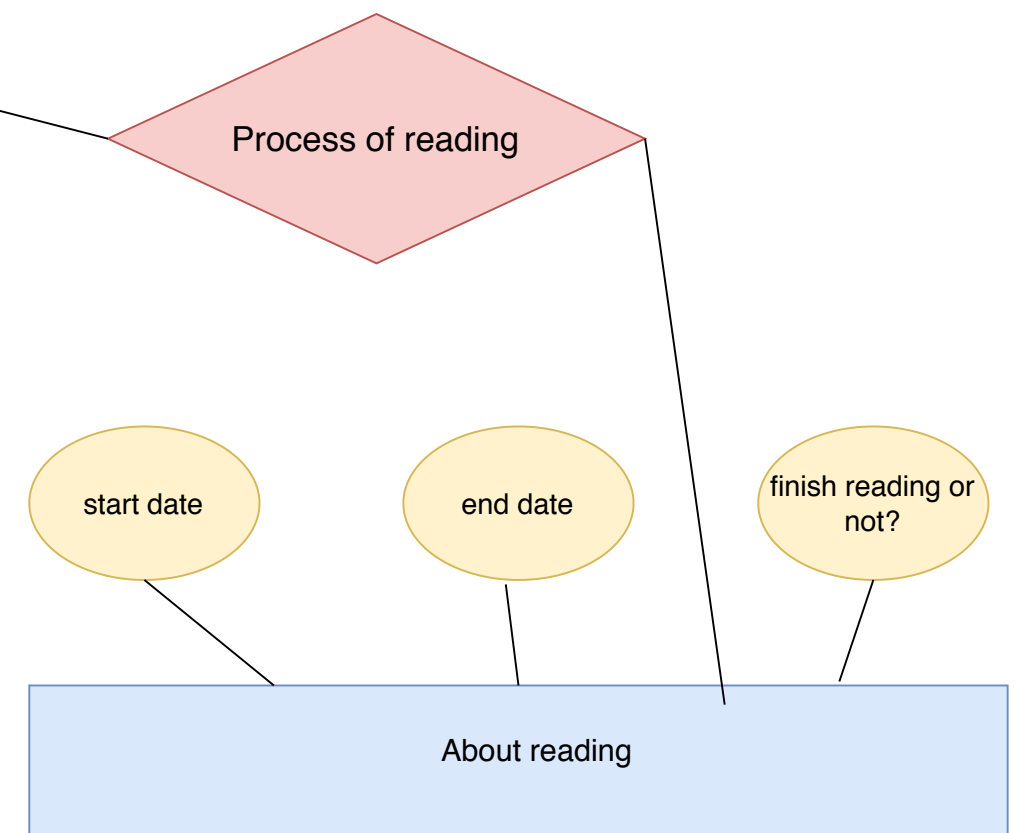 Process of reading
start date
end date
finish reading or
not?
About reading